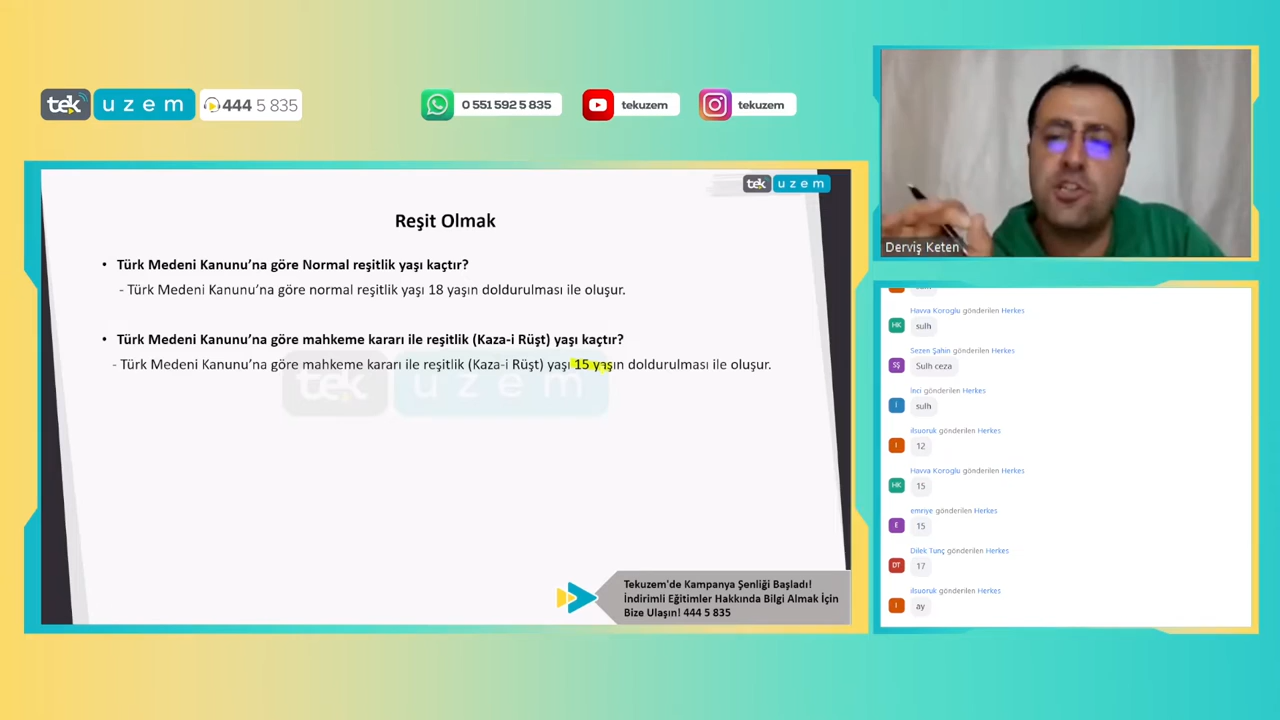 tek uzem 444 5 835
0 551 592 5 835
tekuzem
tekuzem
tek uzem
Reşit Olmak
• Türk Medeni Kanunu'na göre Normal reşitlik yaşı kaçtır?
- Türk Medeni Kanunu'na göre normal reşitlik yaşı 18 yaşın doldurulması ile oluşur.
• Türk Medeni Kanunu'na göre mahkeme kararı ile reşitlik (Kaza-i Rüşt) yaşı kaçtır?
- Türk Medeni Kanunu'na göre mahkeme kararı ile reşitlik (Kaza-i Rüşt) yaşı 15 yaşın doldurulması ile oluşur.
tek uzem
Tekuzem'de Kampanya Şenliği Başladı!
İndirimli Eğitimler Hakkında Bilgi Almak İçin
Bize Ulaşın! 444 5 835
Derviş Keten
Havva Koroglu gönderilen Herkes
HK sulh
Sezen Şahin gönderilen Herkes
SŞ Sulh ceza
İnci gönderilen Herkes
İ sulh
ilsuoruk gönderilen Herkes
I 12
Havva Koroglu gönderilen Herkes
HK 15
emriye gönderilen Herkes
E 15
Dilek Tunç gönderilen Herkes
DT 17
ilsuoruk gönderilen Herkes
I ay